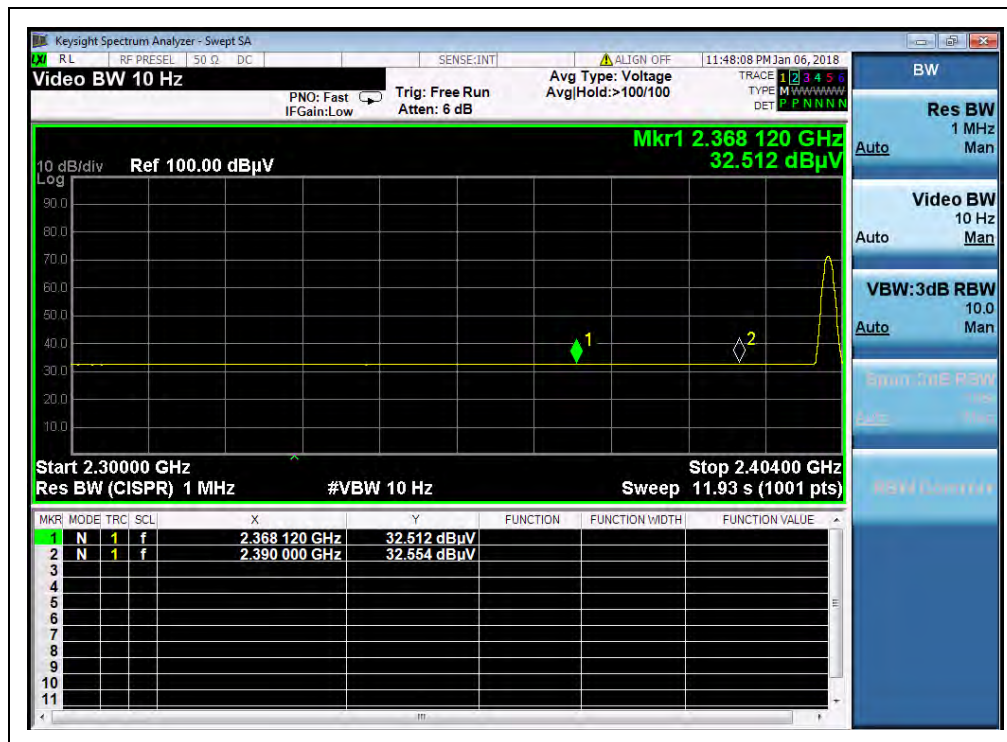 Keysight Spectrum Analyzer - Swept SA
LXI RL RF PRESEL 50 Ω DC SENSE:INT ALIGN OFF 11:48:08 PM Jan 06, 2018
Video BW 10 Hz
PNO: Fast
IFGain:Low
Trig: Free Run
Atten: 6 dB
Avg Type: Voltage
Avg|Hold:>100/100
TRACE 1 2 3 4 5 6
TYPE M W W W W W
DET P P N N N N
Mkr1 2.368 120 GHz
32.512 dBµV
10 dB/div Ref 100.00 dBµV
Log
90.0
80.0
70.0
60.0
50.0
40.0
30.0
20.0
10.0
1
2
Start 2.30000 GHz Stop 2.40400 GHz
Res BW (CISPR) 1 MHz #VBW 10 Hz Sweep 11.93 s (1001 pts)
MKR MODE TRC SCL X Y FUNCTION FUNCTION WIDTH FUNCTION VALUE
1 N 1 f 2.368 120 GHz 32.512 dBµV
2 N 1 f 2.390 000 GHz 32.554 dBµV
3
4
5
6
7
8
9
10
11
BW
Res BW
1 MHz
Auto Man
Video BW
10 Hz
Auto Man
VBW:3dB RBW
10.0
Auto Man